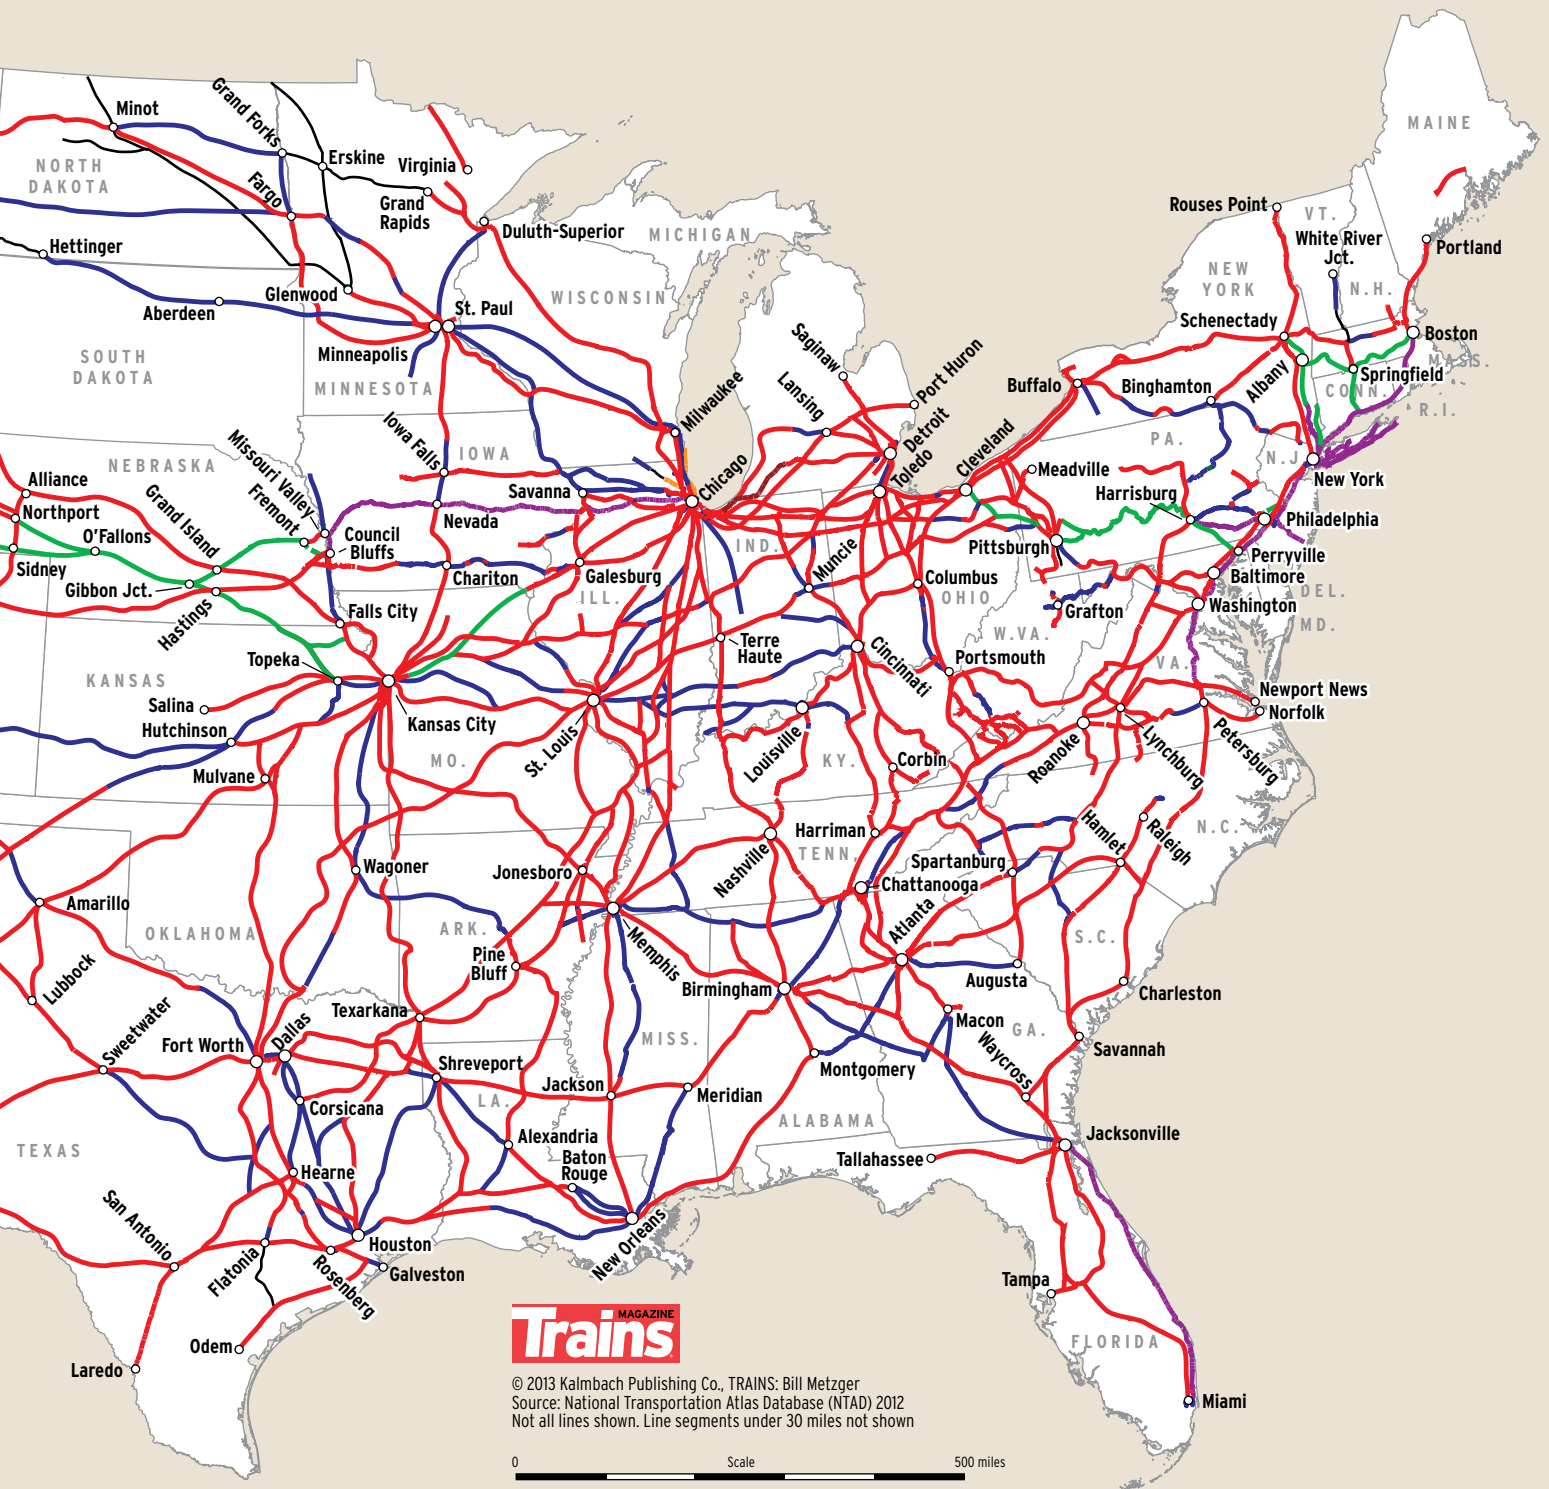 MAINE
Minot
Grand Forks
Erskine
Virginia
NORTH
DAKOTA
Fargo
Grand
Rapids
Duluth-Superior
MICHIGAN
Rouses Point
VT.
White River
Jct.
Portland
Hettinger
NEW
YORK
N.H.
Glenwood
WISCONSIN
Aberdeen
St. Paul
Schenectady
Boston
MASS.
Minneapolis
SOUTH
DAKOTA
MINNESOTA
Saginaw
Lansing
Port Huron
Buffalo
Binghamton
Albany
Springfield
CONN.
R.I.
Milwaukee
Detroit
Toledo
Cleveland
PA.
N.J.
Iowa Falls
IOWA
Missouri Valley
Fremont
NEBRASKA
Alliance
Grand Island
Savanna
Chicago
Meadville
Harrisburg
New York
Northport
O'Fallons
Nevada
Council
Bluffs
Philadelphia
IND.
Pittsburgh
Perryville
Sidney
Gibbon Jct.
Chariton
Galesburg
ILL.
Muncie
Columbus
OHIO
Baltimore
DEL.
Hastings
Falls City
Grafton
Washington
MD.
Terre
Haute
W.VA.
Cincinnati
Portsmouth
VA.
Topeka
KANSAS
Salina
Newport News
Norfolk
Kansas City
Hutchinson
MO.
St. Louis
Louisville
KY.
Corbin
Roanoke
Lynchburg
Petersburg
Mulvane
Harriman
TENN.
Hamlet
Raleigh
N.C.
Nashville
Spartanburg
Chattanooga
Wagoner
Jonesboro
Amarillo
OKLAHOMA
ARK.
Atlanta
S.C.
Pine
Bluff
Memphis
Lubbock
Birmingham
Augusta
Charleston
Sweetwater
Texarkana
MISS.
Macon
GA.
Fort Worth
Dallas
Waycross
Savannah
Shreveport
Montgomery
Jackson
Meridian
LA.
Corsicana
ALABAMA
Jacksonville
TEXAS
Alexandria
Baton
Rouge
Tallahassee
Hearne
San Antonio
Flatonia
Houston
New Orleans
Rosenberg
Galveston
Tampa
Odem
Laredo
FLORIDA
Miami
MAGAZINE
Trains
© 2013 Kalmbach Publishing Co., TRAINS: Bill Metzger
Source: National Transportation Atlas Database (NTAD) 2012
Not all lines shown. Line segments under 30 miles not shown
0 Scale 500 miles